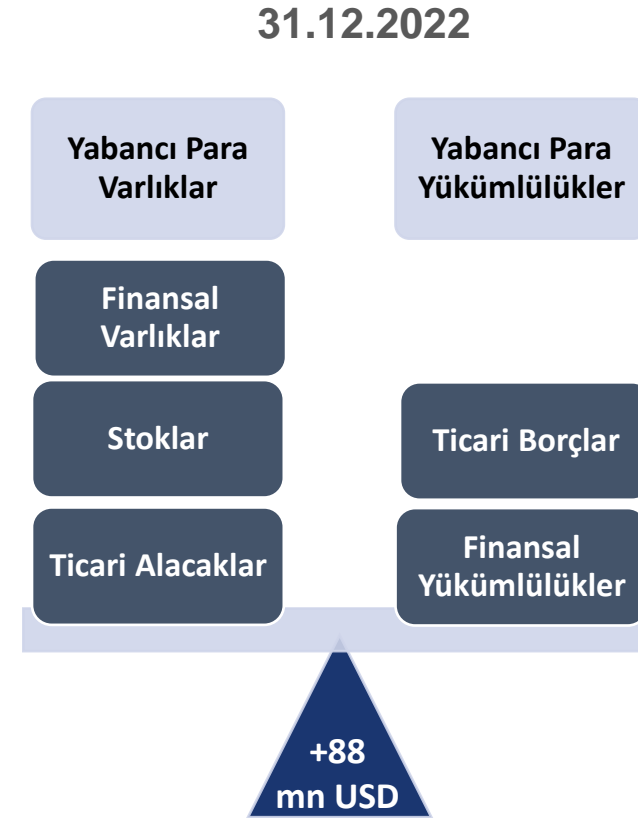 31.12.2022
Yabancı Para
Varlıklar
Finansal
Varlıklar
Stoklar
Ticari Alacaklar
Yabancı Para
Yükümlülükler
Ticari Borçlar
Finansal
Yükümlülükler
+88
mn USD